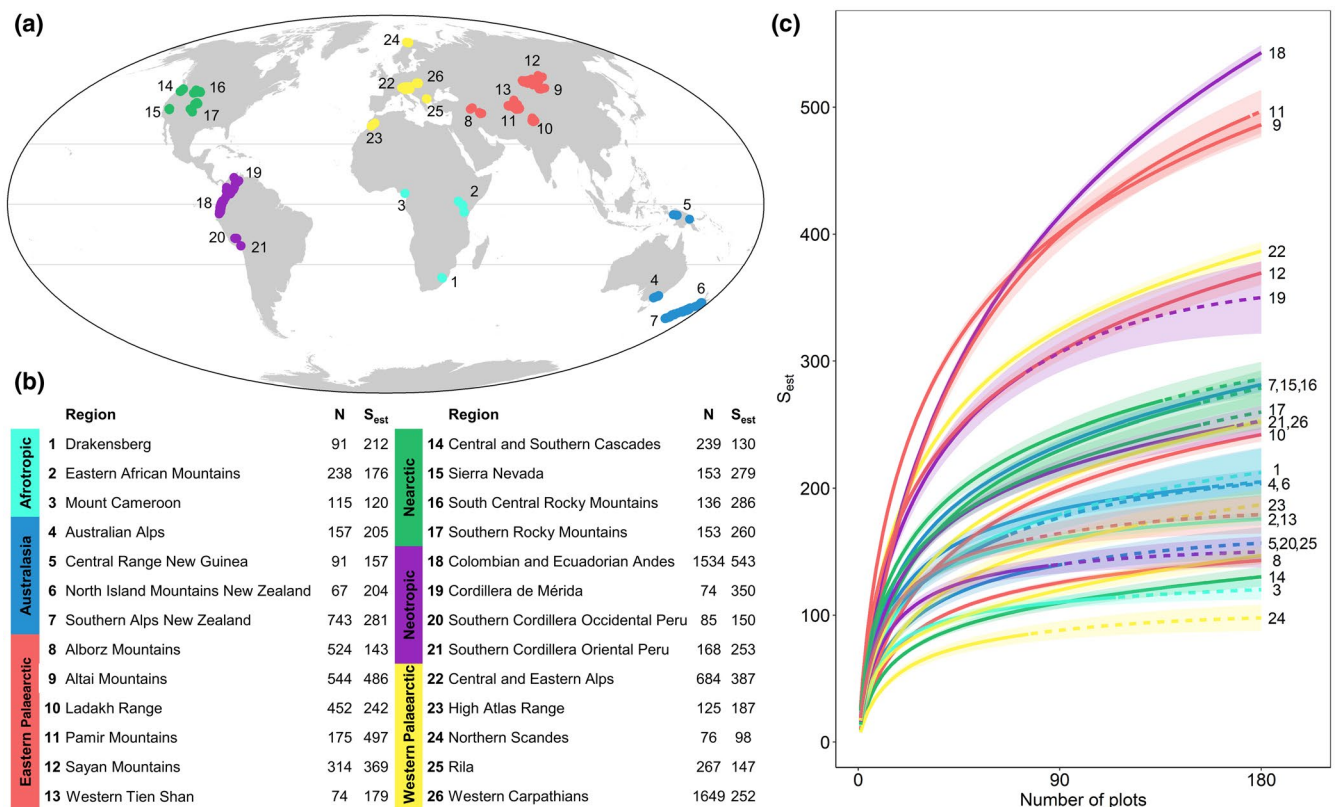 (a)
24
12
14
16
26
22
13
9
15
17
25
8
11
10
23
19
2
3
5
18
20
21
1
4
6
7
(b)
Region N Sest
Afrotropic
1 Drakensberg 91 212
2 Eastern African Mountains 238 176
3 Mount Cameroon 115 120
Australasia
4 Australian Alps 157 205
5 Central Range New Guinea 91 157
6 North Island Mountains New Zealand 67 204
7 Southern Alps New Zealand 743 281
Eastern Palaearctic
8 Alborz Mountains 524 143
9 Altai Mountains 544 486
10 Ladakh Range 452 242
11 Pamir Mountains 175 497
12 Sayan Mountains 314 369
13 Western Tien Shan 74 179
Region N Sest
Nearctic
14 Central and Southern Cascades 239 130
15 Sierra Nevada 153 279
16 South Central Rocky Mountains 136 286
17 Southern Rocky Mountains 153 260
Neotropic
18 Colombian and Ecuadorian Andes 1534 543
19 Cordillera de Mérida 74 350
20 Southern Cordillera Occidental Peru 85 150
21 Southern Cordillera Oriental Peru 168 253
Western Palaearctic
22 Central and Eastern Alps 684 387
23 High Atlas Range 125 187
24 Northern Scandes 76 98
25 Rila 267 147
26 Western Carpathians 1649 252
(c)
Sest
500
400
300
200
100
0
18
11
9
22
12
19
7,15,16
17
21,26
10
1
4,6
23
2,13
5,20,25
8
14
3
24
0 90 180
Number of plots